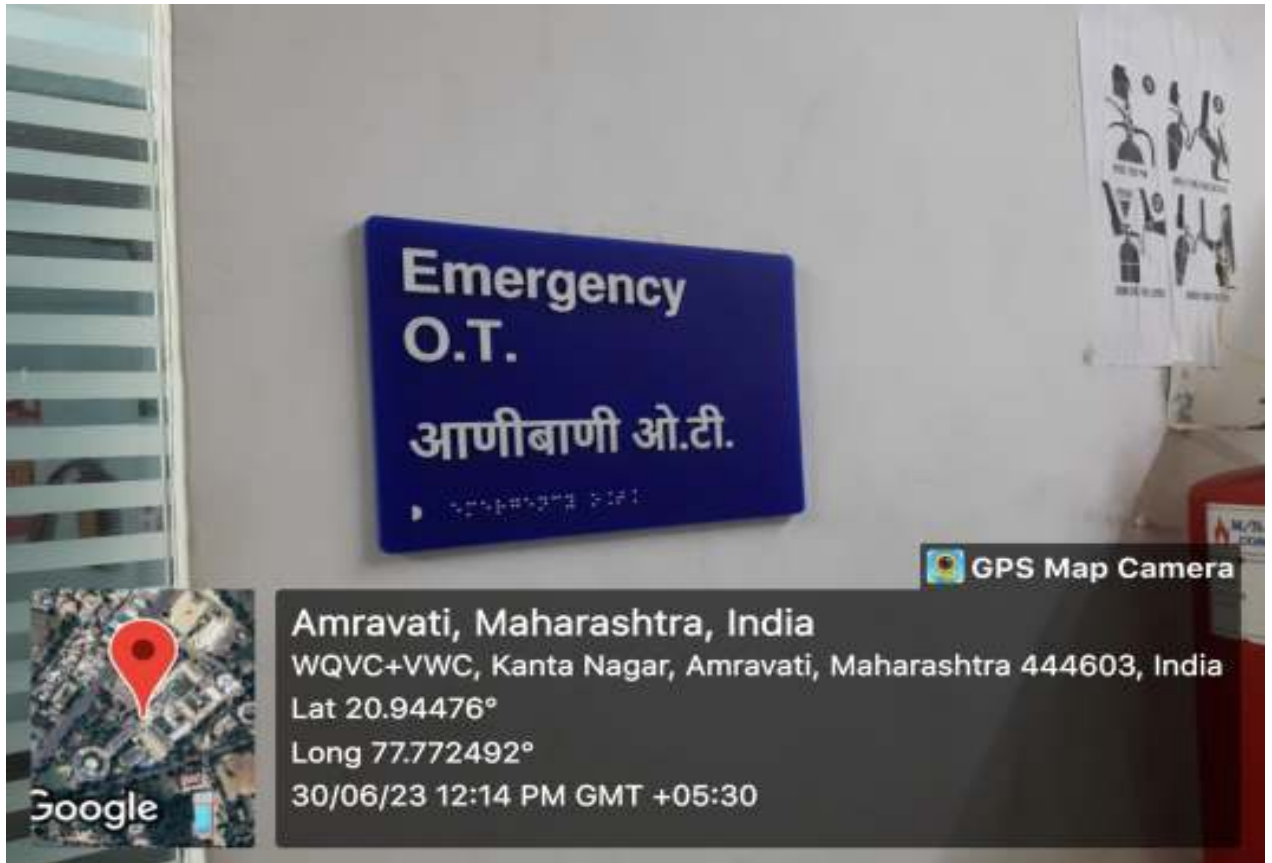 Emergency
O.T.
आणीबाणी ओ.टी.
GPS Map Camera
Amravati, Maharashtra, India
WQVC+VWC, Kanta Nagar, Amravati, Maharashtra 444603, India
Lat 20.94476°
Long 77.772492°
30/06/23 12:14 PM GMT +05:30
Google